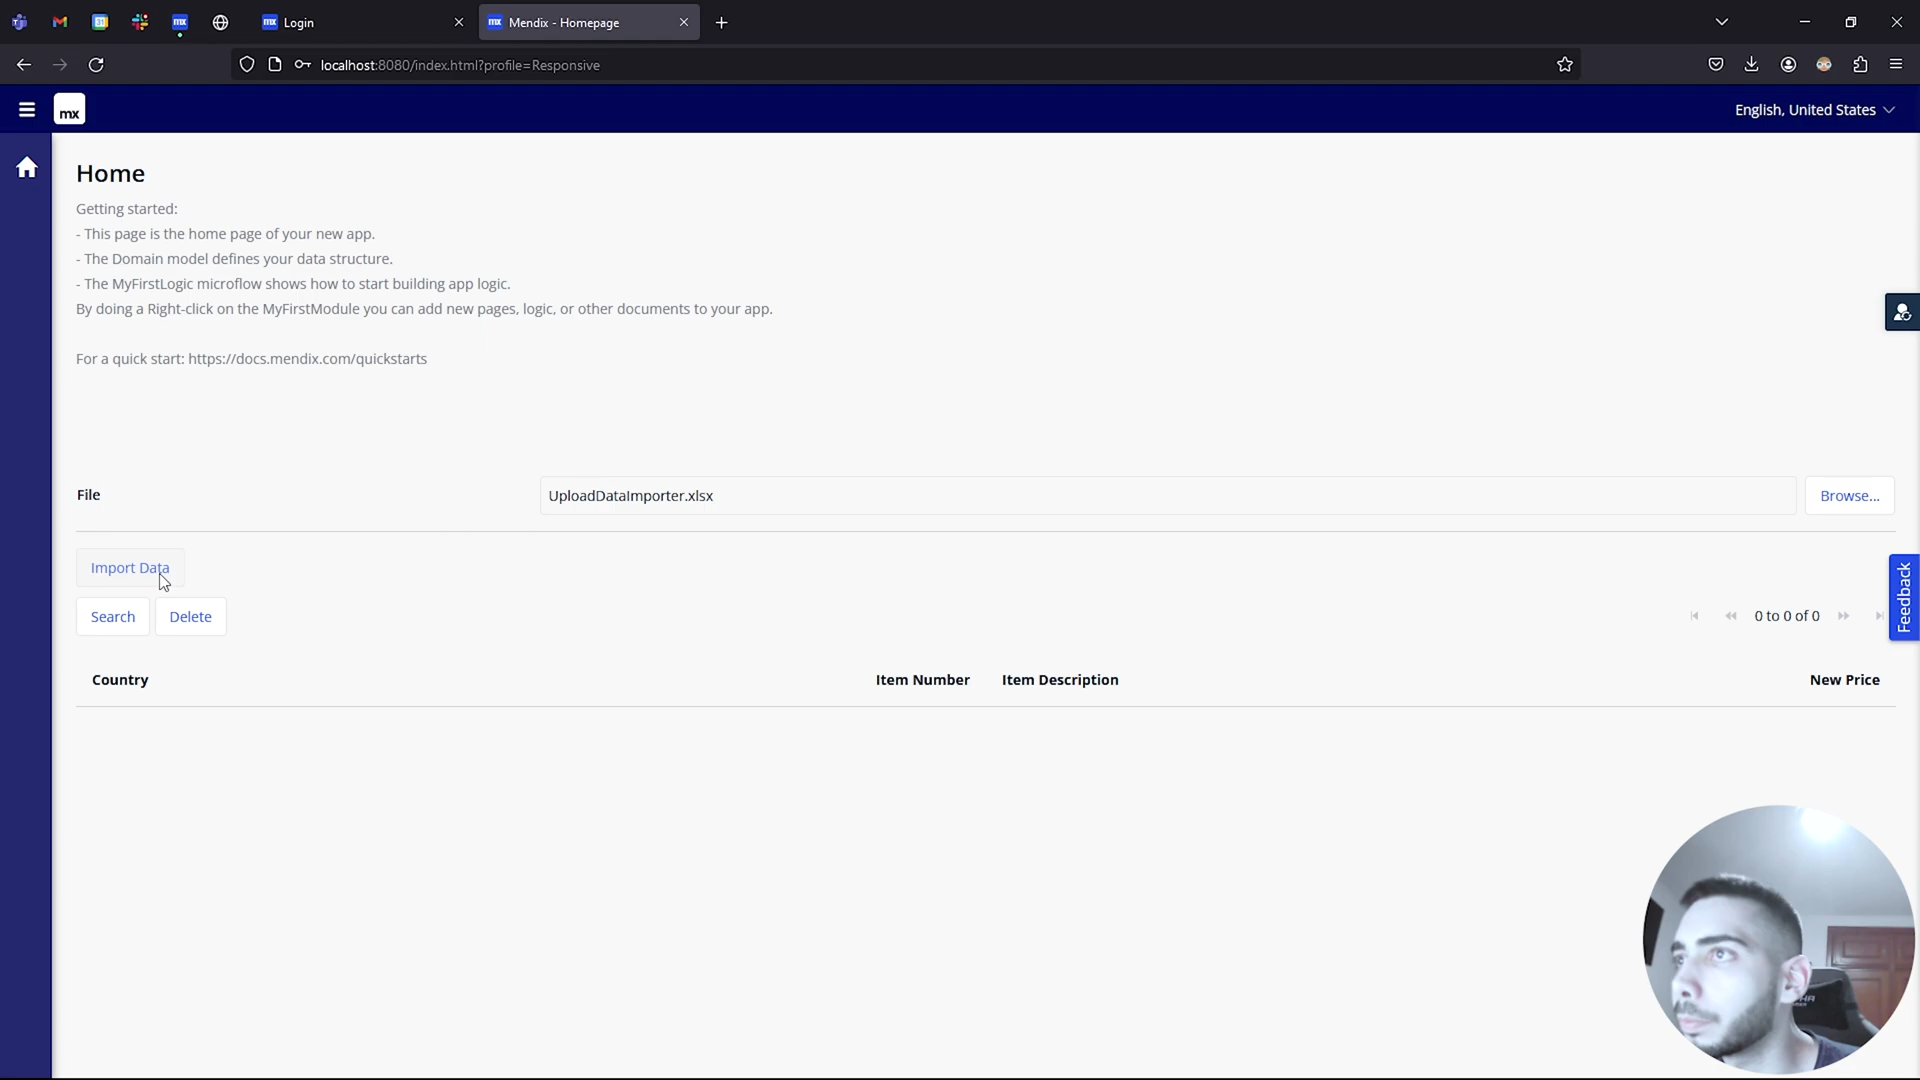 Login
Mendix - Homepage
localhost:8080/index.html?profile=Responsive
mx
English, United States
Home
Getting started:
- This page is the home page of your new app.
- The Domain model defines your data structure.
- The MyFirstLogic microflow shows how to start building app logic.
By doing a Right-click on the MyFirstModule you can add new pages, logic, or other documents to your app.
For a quick start: https://docs.mendix.com/quickstarts
File
UploadDataImporter.xlsx
Browse...
Import Data
Feedback
Search
Delete
0 to 0 of 0
Country
Item Number
Item Description
New Price